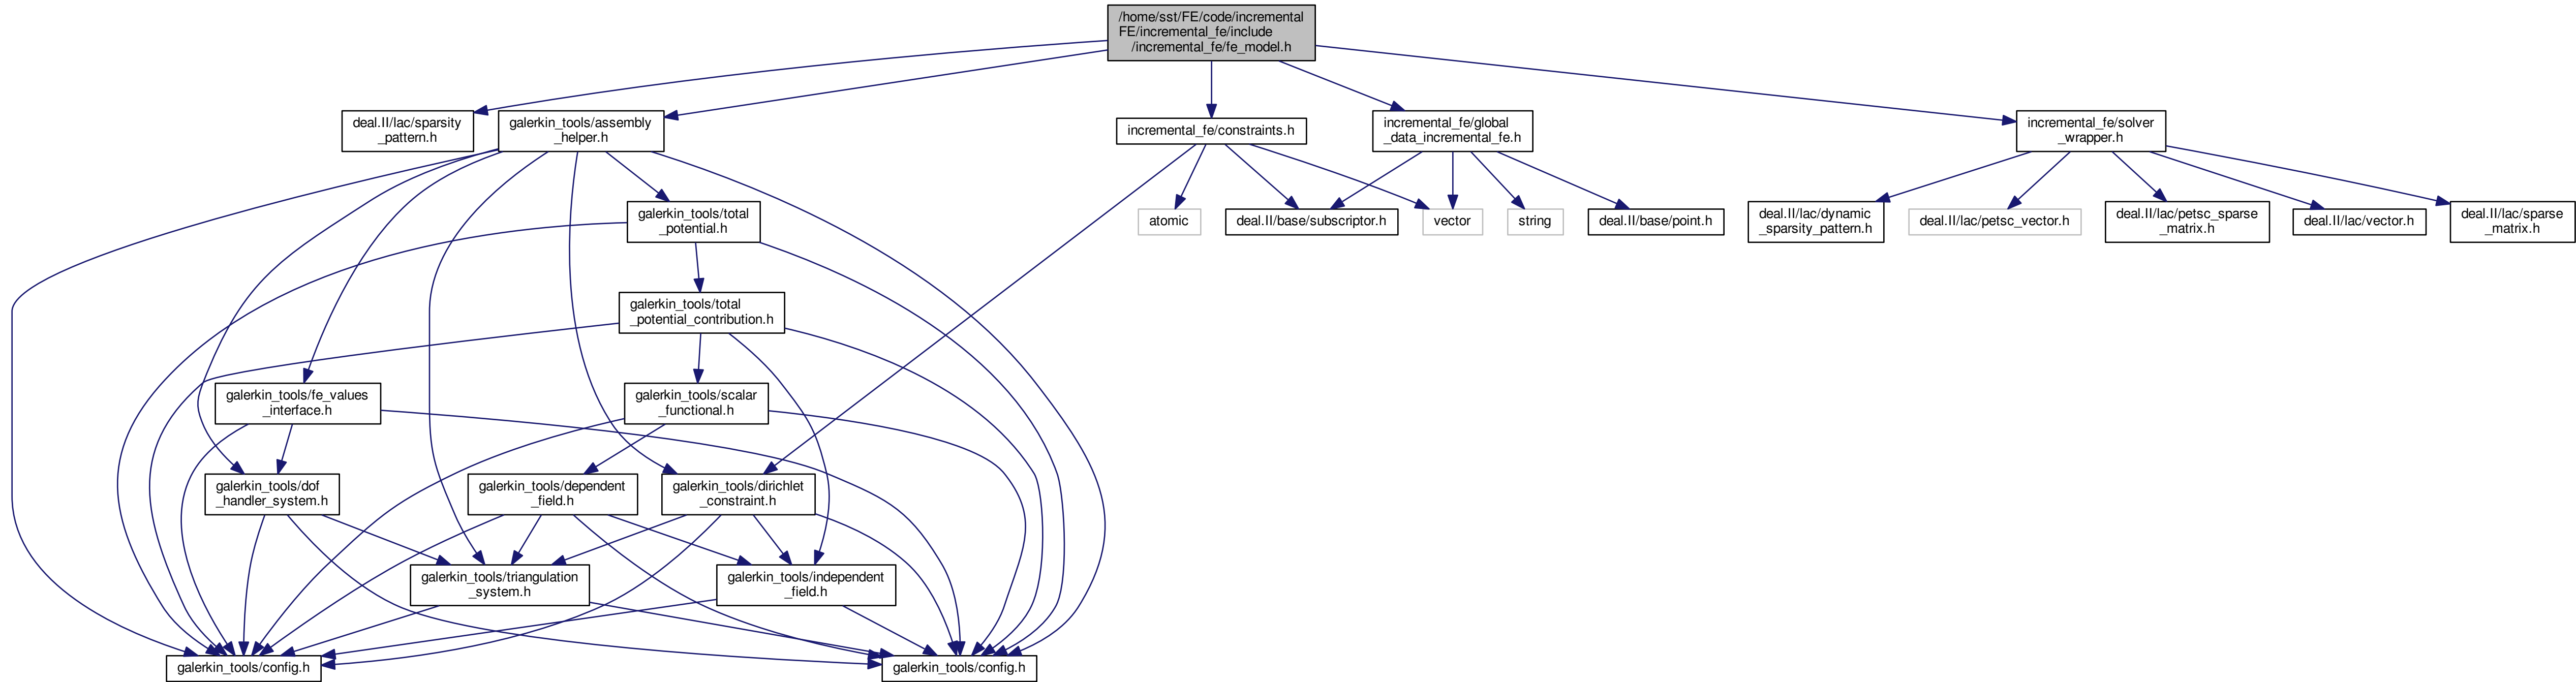 /home/sst/FE/code/incremental
FE/incremental_fe/include
/incremental_fe/fe_model.h
deal.II/lac/sparsity
_pattern.h
galerkin_tools/assembly
_helper.h
incremental_fe/constraints.h
incremental_fe/global
_data_incremental_fe.h
incremental_fe/solver
_wrapper.h
galerkin_tools/total
_potential.h
atomic
deal.II/base/subscriptor.h
vector
string
deal.II/base/point.h
deal.II/lac/dynamic
_sparsity_pattern.h
deal.II/lac/petsc_vector.h
deal.II/lac/petsc_sparse
_matrix.h
deal.II/lac/vector.h
deal.II/lac/sparse
_matrix.h
galerkin_tools/total
_potential_contribution.h
galerkin_tools/fe_values
_interface.h
galerkin_tools/scalar
_functional.h
galerkin_tools/dof
_handler_system.h
galerkin_tools/dependent
_field.h
galerkin_tools/dirichlet
_constraint.h
galerkin_tools/triangulation
_system.h
galerkin_tools/independent
_field.h
galerkin_tools/config.h
galerkin_tools/config.h